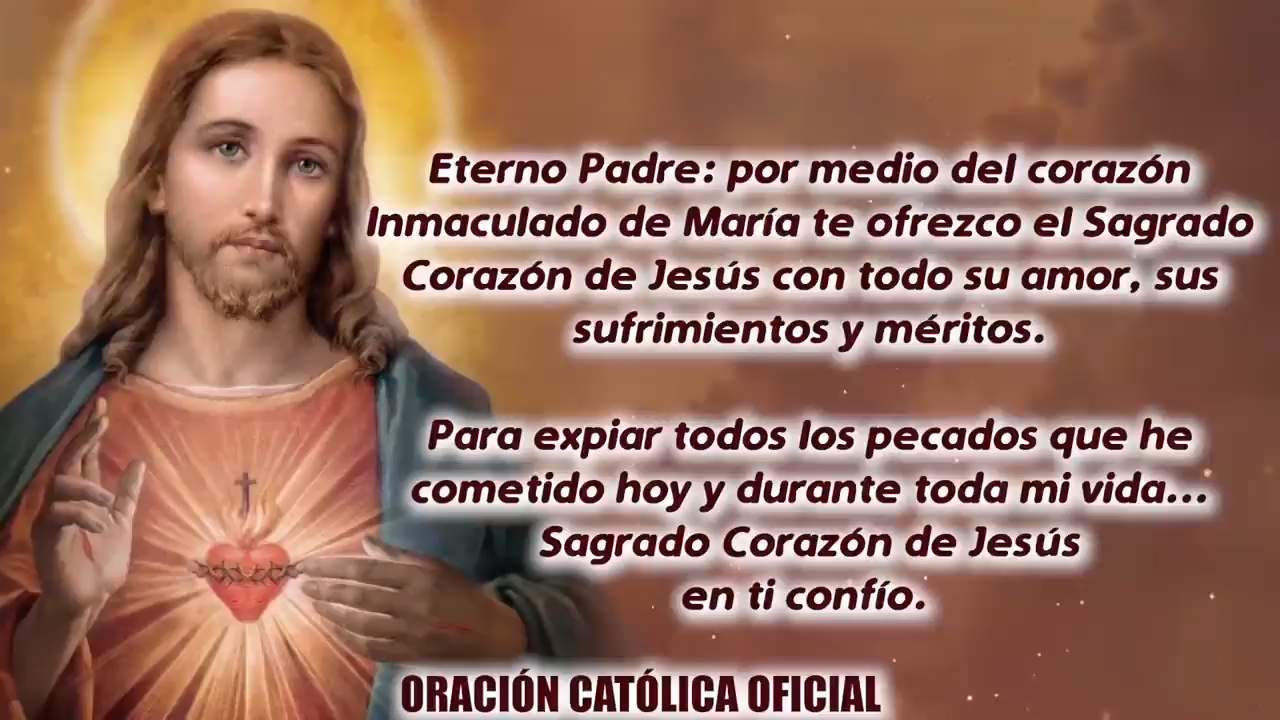 Eterno Padre: por medio del corazón
Inmaculado de María te ofrezco el Sagrado
Corazón de Jesús con todo su amor, sus
sufrimientos y méritos.
Para expiar todos los pecados que he
cometido hoy y durante toda mi vida...
Sagrado Corazón de Jesús
en ti confío.
ORACIÓN CATÓLICA OFICIAL